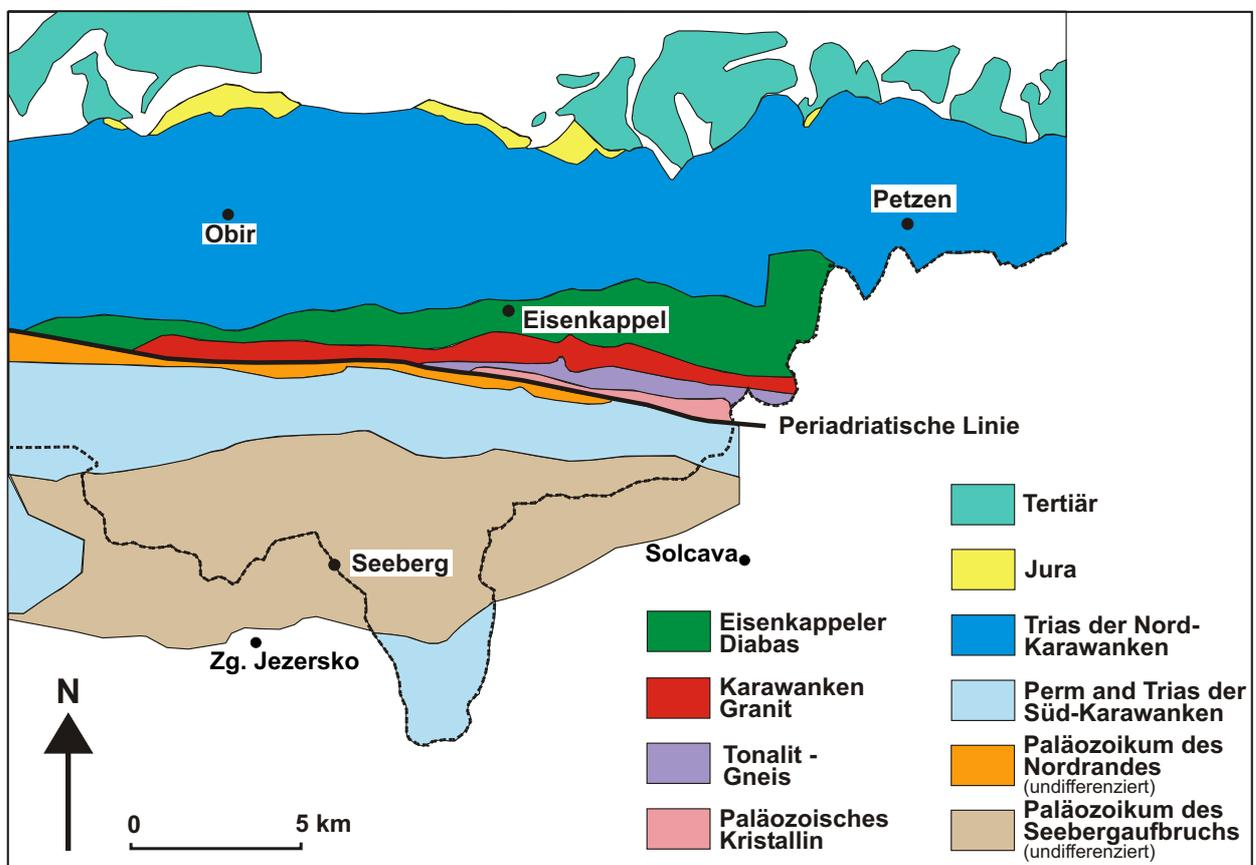 Petzen
Obir
Eisenkappel
Periadriatische Linie
Seeberg
Solcava
Zg. Jezersko
N
0 5 km
Eisenkappeler
Diabas
Karawanken
Granit
Tonalit -
Gneis
Paläozoisches
Kristallin
Tertiär
Jura
Trias der Nord-
Karawanken
Perm and Trias der
Süd-Karawanken
Paläozoikum des
Nordrandes
(undifferenziert)
Paläozoikum des
Seebergaufbruchs
(undifferenziert)